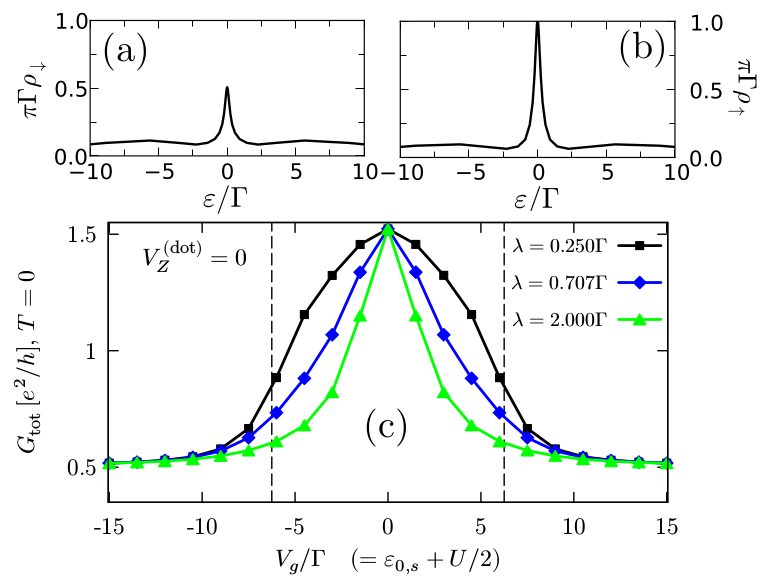 1.0
0.5
0.0
πΓρ↓
(a)
−10 −5 0 5 10
ε/Γ
(b)
1.0
0.5
0.0
πΓρ↓
−10 −5 0 5 10
ε/Γ
V_Z^(dot) = 0
λ = 0.250Γ
λ = 0.707Γ
λ = 2.000Γ
1.5
1
0.5
G_tot [e²/h], T = 0
(c)
-15 -10 -5 0 5 10 15
V_g/Γ (= ε_0,s + U/2)